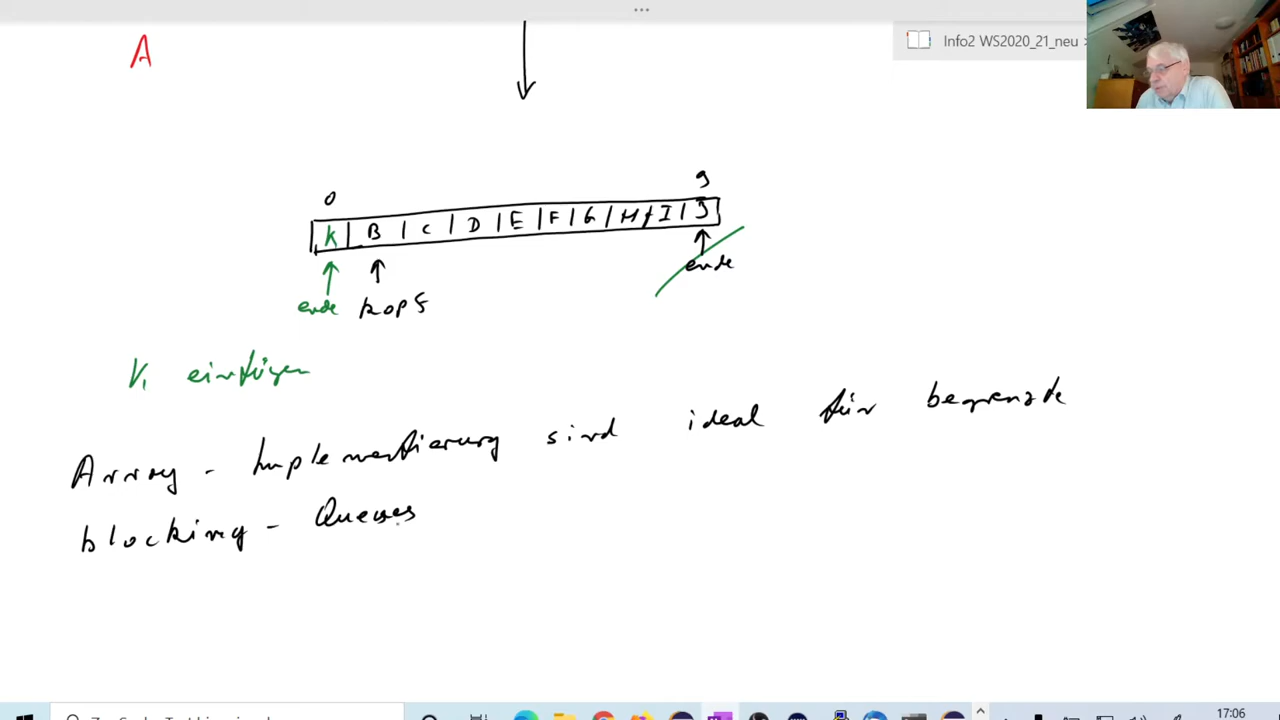 Info2 WS2020_21_neu >
A
0 9
K B C D E F G H I J
ende kopf ende
K einfügen
Array - Implementierung sind ideal für begrenzte
blocking - Queues
17:06